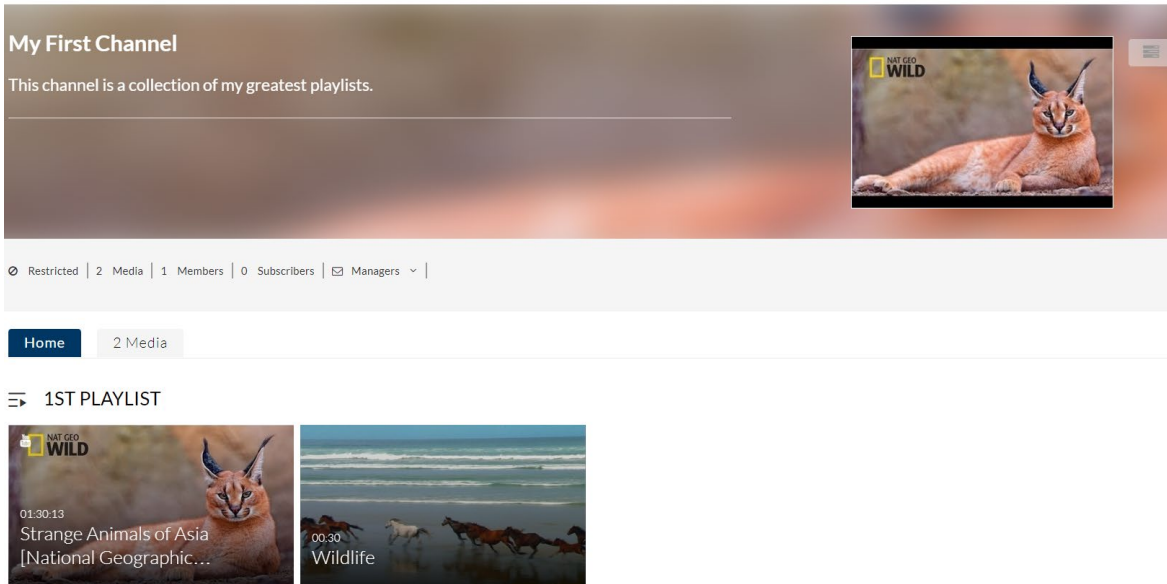 My First Channel
This channel is a collection of my greatest playlists.
NAT GEO
WILD
Restricted | 2 Media | 1 Members | 0 Subscribers | Managers |
Home 2 Media
1ST PLAYLIST
NAT GEO
WILD
01:30:13
Strange Animals of Asia
[National Geographic...
00:30
Wildlife